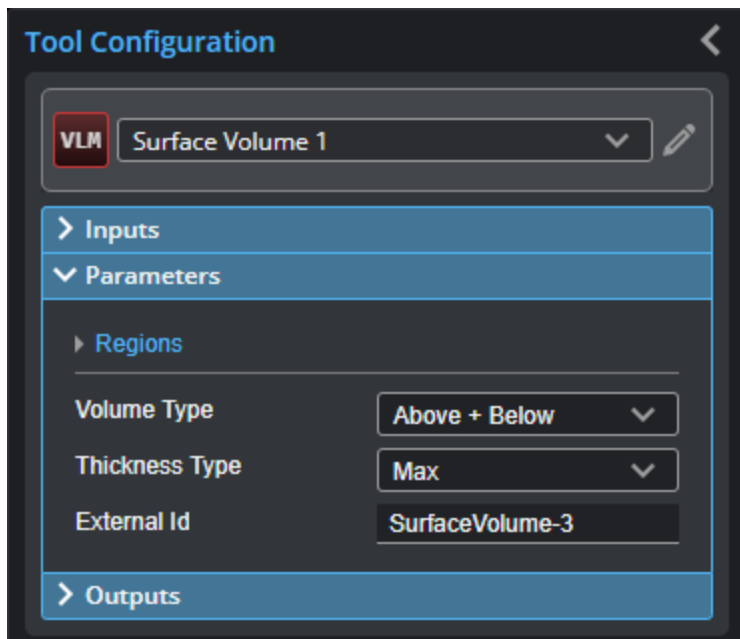 Tool Configuration
VLM Surface Volume 1
Inputs
Parameters
Regions
Volume Type Above + Below
Thickness Type Max
External Id SurfaceVolume-3
Outputs